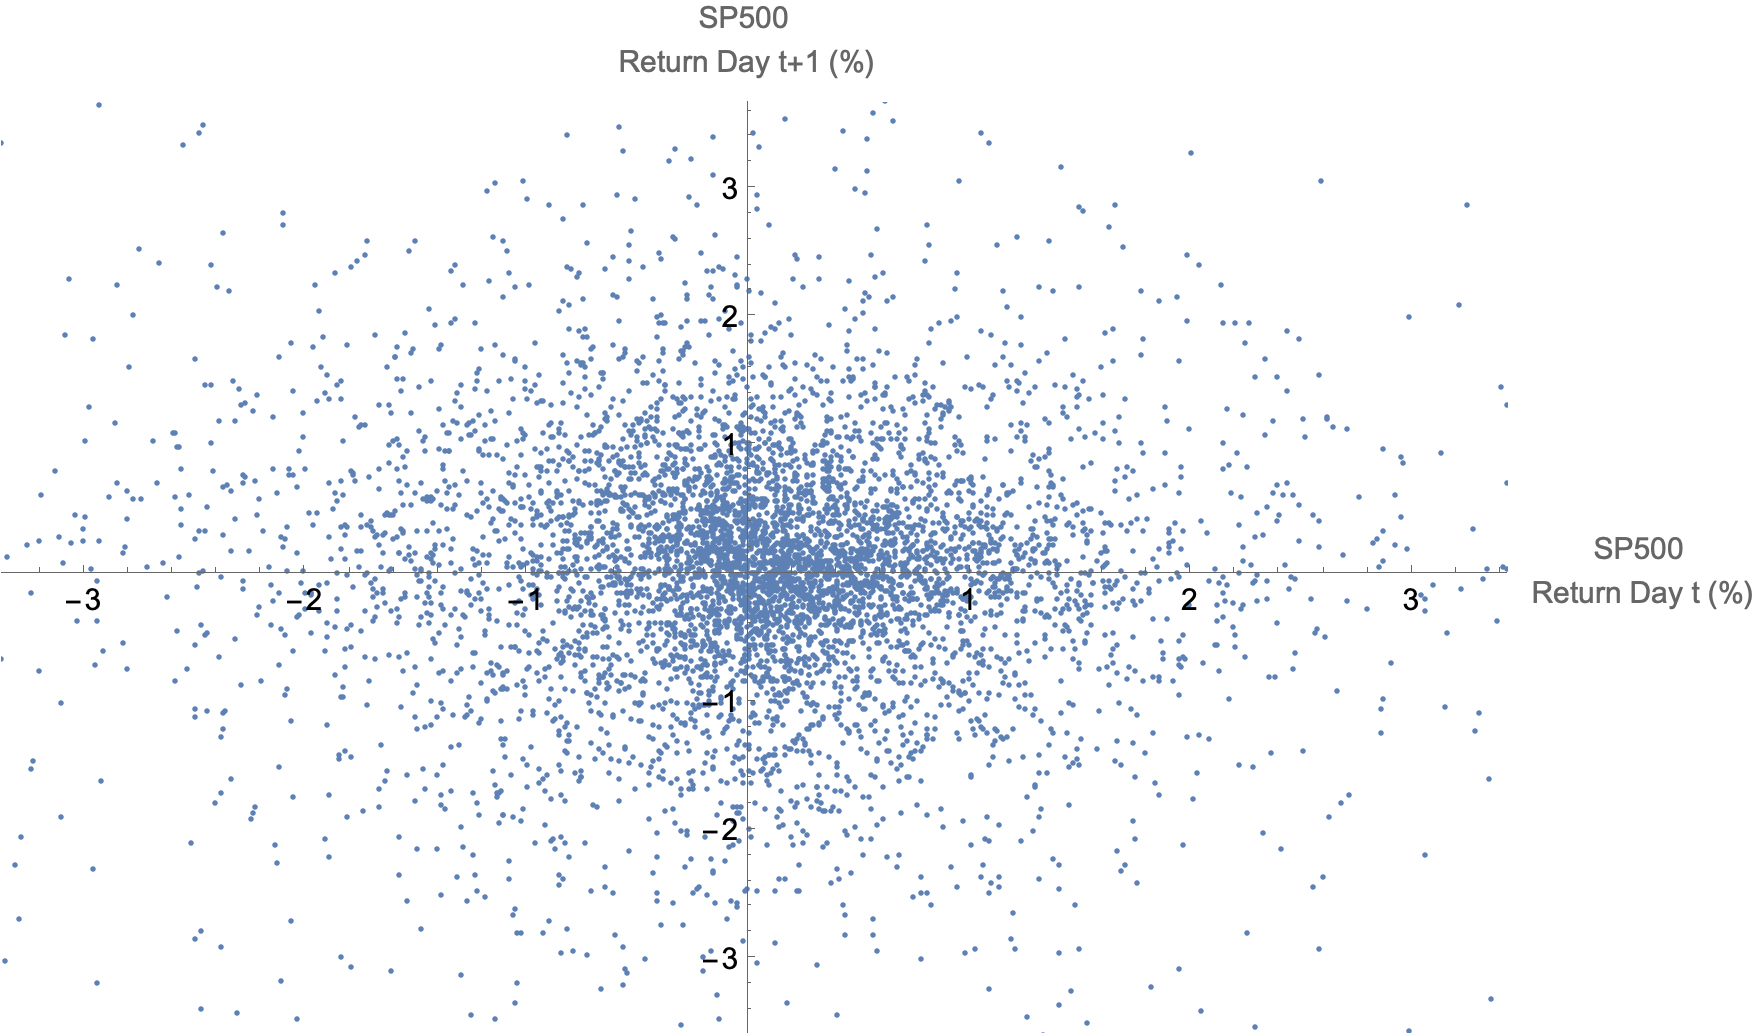 SP500
Return Day t+1 (%)
3
2
1
SP500
−3 −2 −1 1 2 3 Return Day t (%)
−1
−2
−3